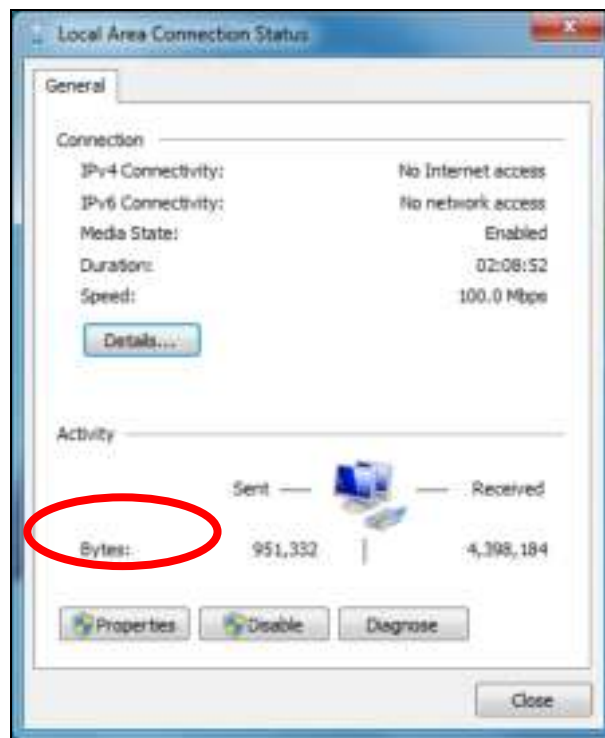 Local Area Connection Status
General
Connection
IPv4 Connectivity: No Internet access
IPv6 Connectivity: No network access
Media State: Enabled
Duration: 02:08:52
Speed: 100.0 Mbps
Details...
Activity
Sent Received
Bytes: 951,332 4,398,184
Properties Disable Diagnose
Close